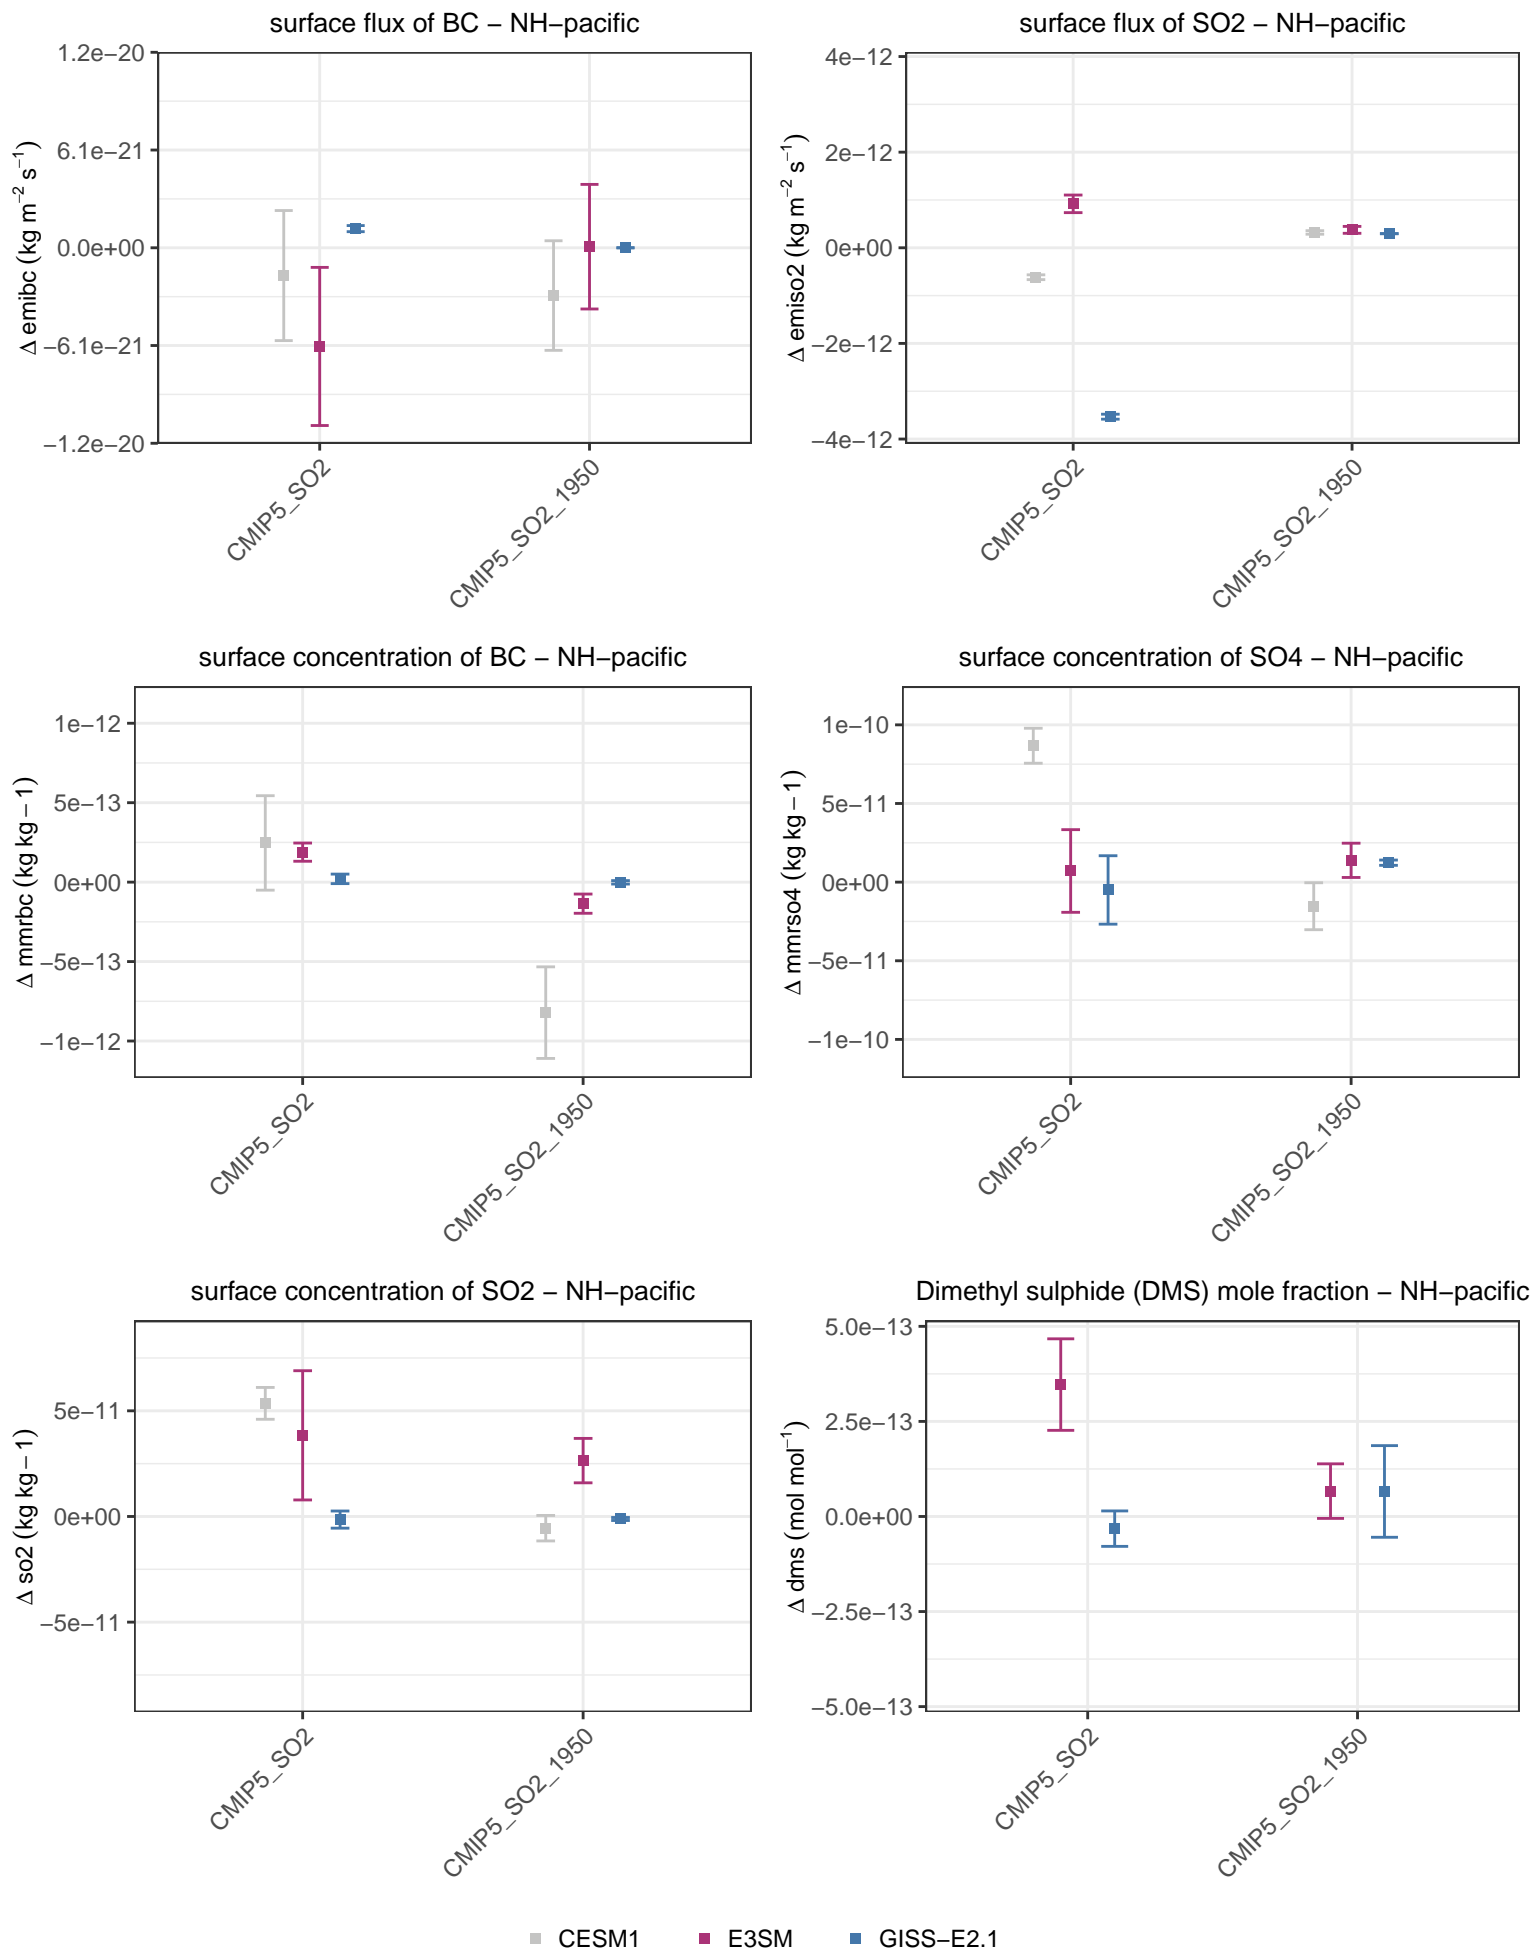 surface flux of BC − NH−pacific
1.2e−20
6.1e−21
0.0e+00
−6.1e−21
−1.2e−20
Δ emibc (kg m⁻² s⁻¹)
CMIP5_SO2
CMIP5_SO2_1950
surface flux of SO2 − NH−pacific
4e−12
2e−12
0e+00
−2e−12
−4e−12
Δ emiso2 (kg m⁻² s⁻¹)
CMIP5_SO2
CMIP5_SO2_1950
surface concentration of BC − NH−pacific
1e−12
5e−13
0e+00
−5e−13
−1e−12
Δ mmrbc (kg kg − 1)
CMIP5_SO2
CMIP5_SO2_1950
surface concentration of SO4 − NH−pacific
1e−10
5e−11
0e+00
−5e−11
−1e−10
Δ mmrso4 (kg kg − 1)
CMIP5_SO2
CMIP5_SO2_1950
surface concentration of SO2 − NH−pacific
5e−11
0e+00
−5e−11
Δ so2 (kg kg − 1)
CMIP5_SO2
CMIP5_SO2_1950
Dimethyl sulphide (DMS) mole fraction − NH−pacific
5.0e−13
2.5e−13
0.0e+00
−2.5e−13
−5.0e−13
Δ dms (mol mol⁻¹)
CMIP5_SO2
CMIP5_SO2_1950
CESM1 E3SM GISS−E2.1